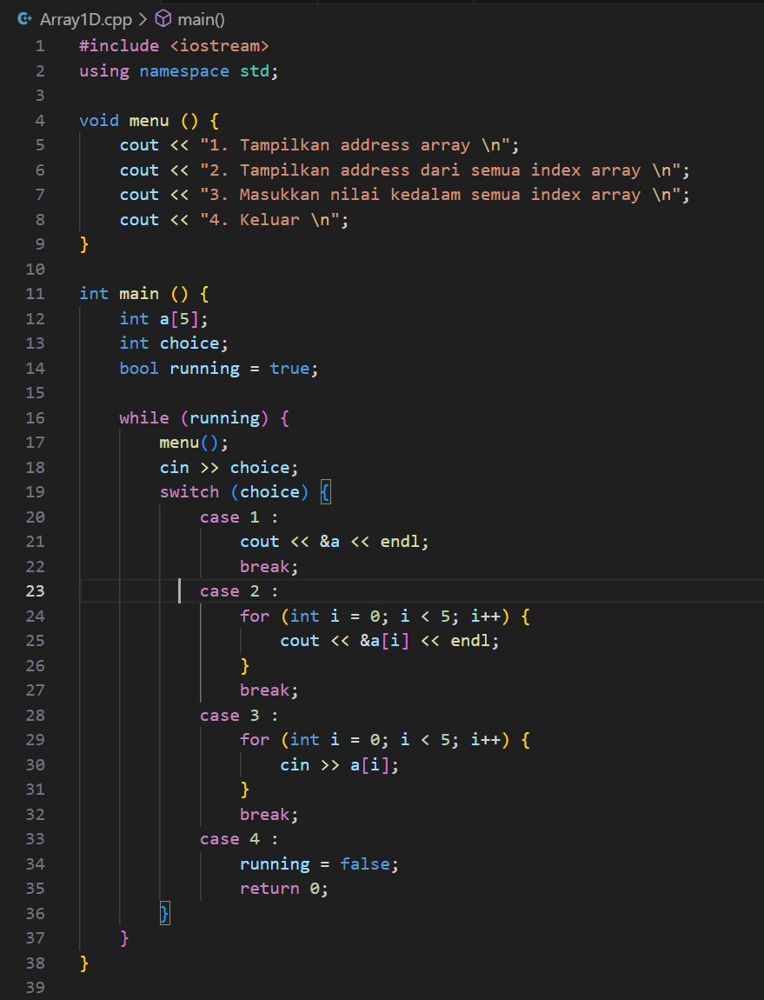 Array1D.cpp > main()
1 #include <iostream>
2 using namespace std;
3
4 void menu () {
5     cout << "1. Tampilkan address array \n";
6     cout << "2. Tampilkan address dari semua index array \n";
7     cout << "3. Masukkan nilai kedalam semua index array \n";
8     cout << "4. Keluar \n";
9 }
10
11 int main () {
12     int a[5];
13     int choice;
14     bool running = true;
15
16     while (running) {
17         menu();
18         cin >> choice;
19         switch (choice) {
20             case 1 :
21                 cout << &a << endl;
22                 break;
23             case 2 :
24                 for (int i = 0; i < 5; i++) {
25                     cout << &a[i] << endl;
26                 }
27                 break;
28             case 3 :
29                 for (int i = 0; i < 5; i++) {
30                     cin >> a[i];
31                 }
32                 break;
33             case 4 :
34                 running = false;
35                 return 0;
36         }
37     }
38 }
39